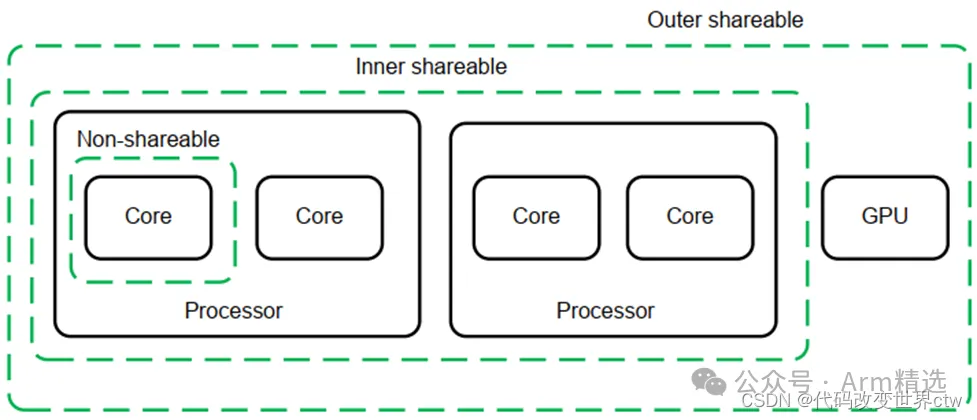 Outer shareable
Inner shareable
Non-shareable
Core
Core
Core
Core
GPU
Processor
Processor
公众号 · Arm精选
CSDN @代码改变世界ctw